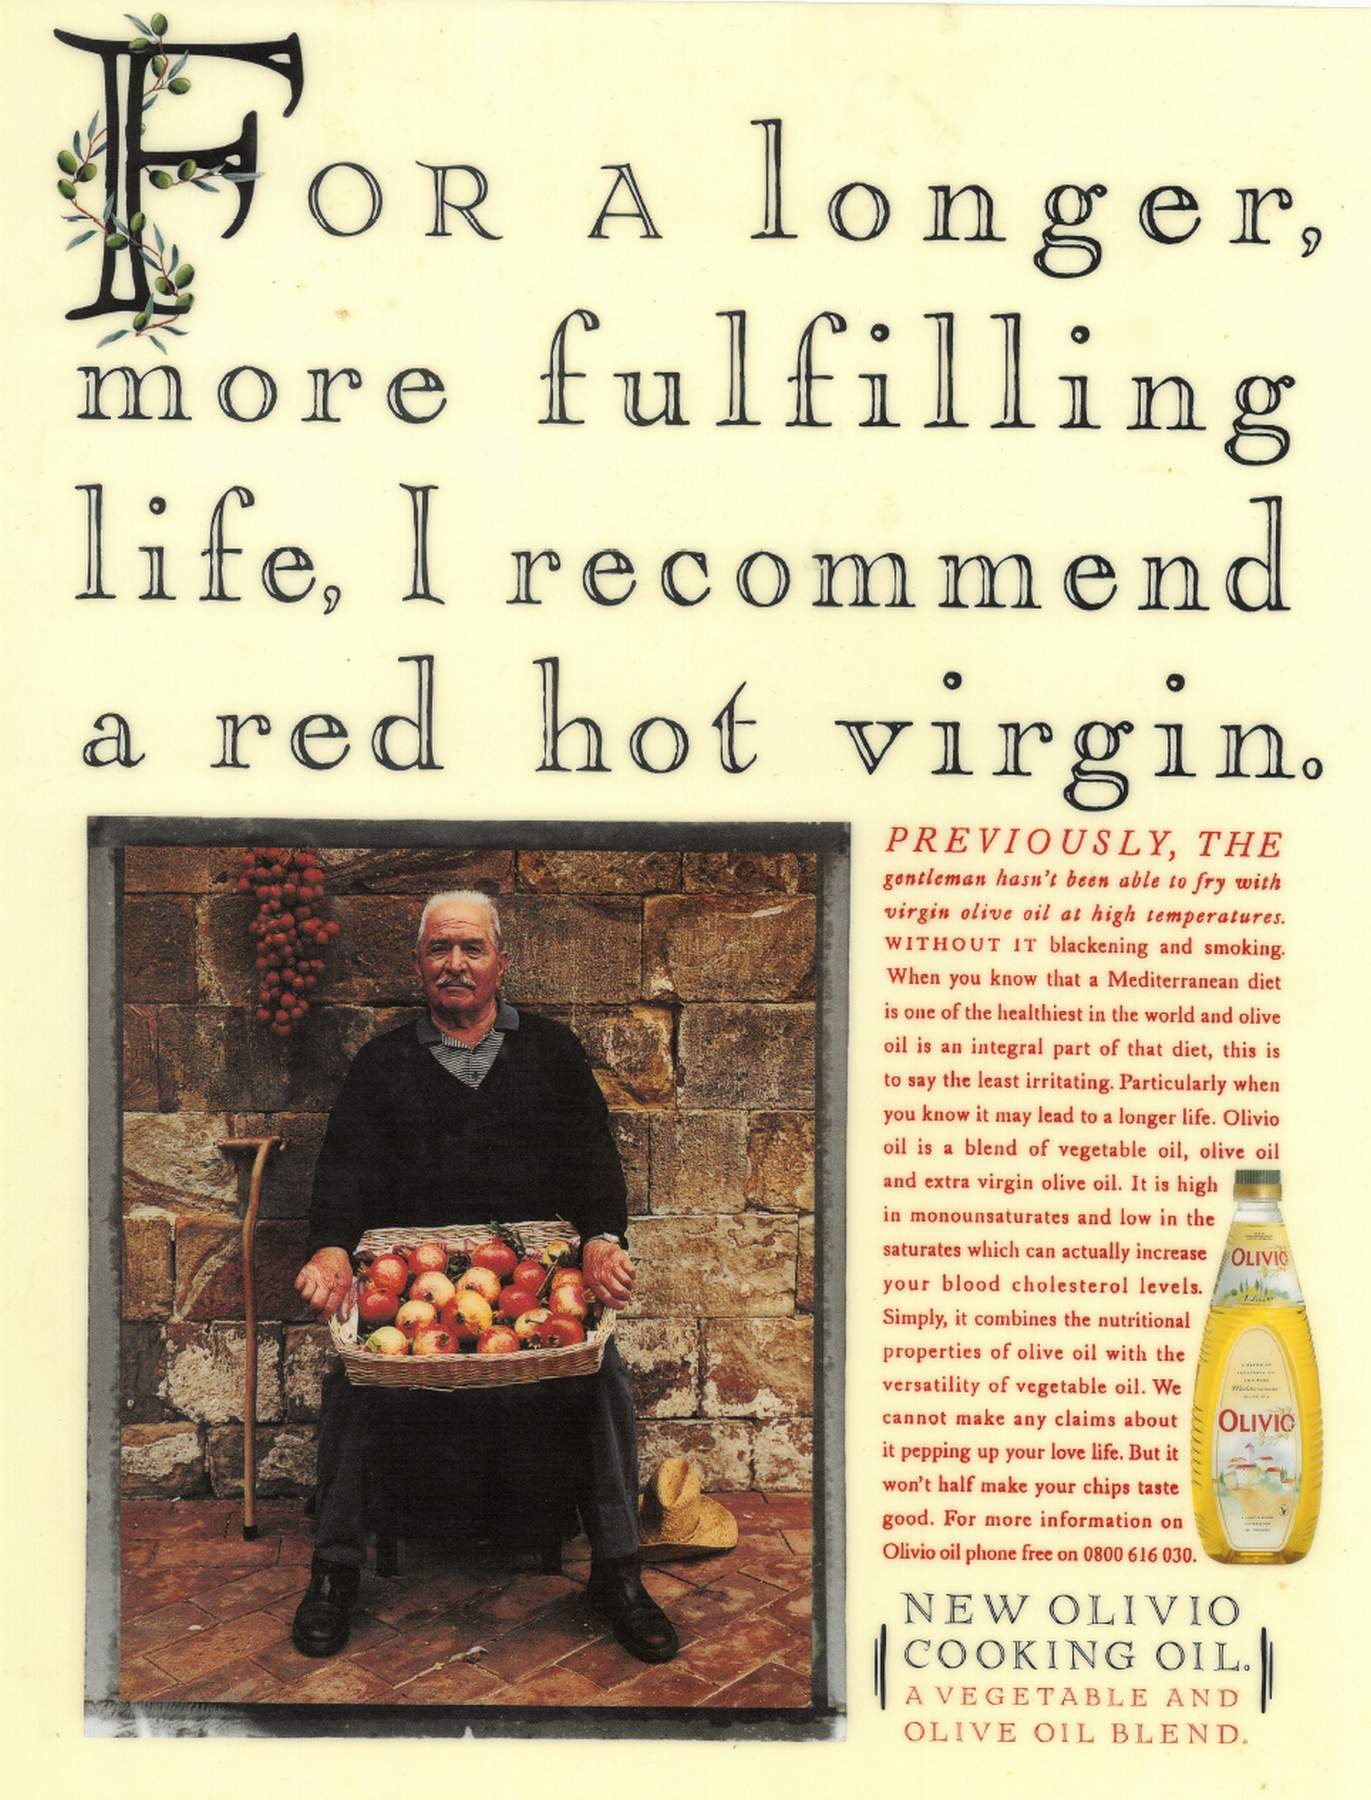 FOR A longer,
more fulfilling
life, I recommend
a red hot virgin.
PREVIOUSLY, THE
gentleman hasn't been able to fry with
virgin olive oil at high temperatures.
WITHOUT IT blackening and smoking.
When you know that a Mediterranean diet
is one of the healthiest in the world and olive
oil is an integral part of that diet, this is
to say the least irritating. Particularly when
you know it may lead to a longer life. Olivio
oil is a blend of vegetable oil, olive oil
and extra virgin olive oil. It is high
in monounsaturates and low in the
saturates which can actually increase
your blood cholesterol levels.
Simply, it combines the nutritional
properties of olive oil with the
versatility of vegetable oil. We
cannot make any claims about
it pepping up your love life. But it
won't half make your chips taste
good. For more information on
Olivio oil phone free on 0800 616 030.
OLIVIO
OLIVIO
NEW OLIVIO
COOKING OIL.
A VEGETABLE AND
OLIVE OIL BLEND.